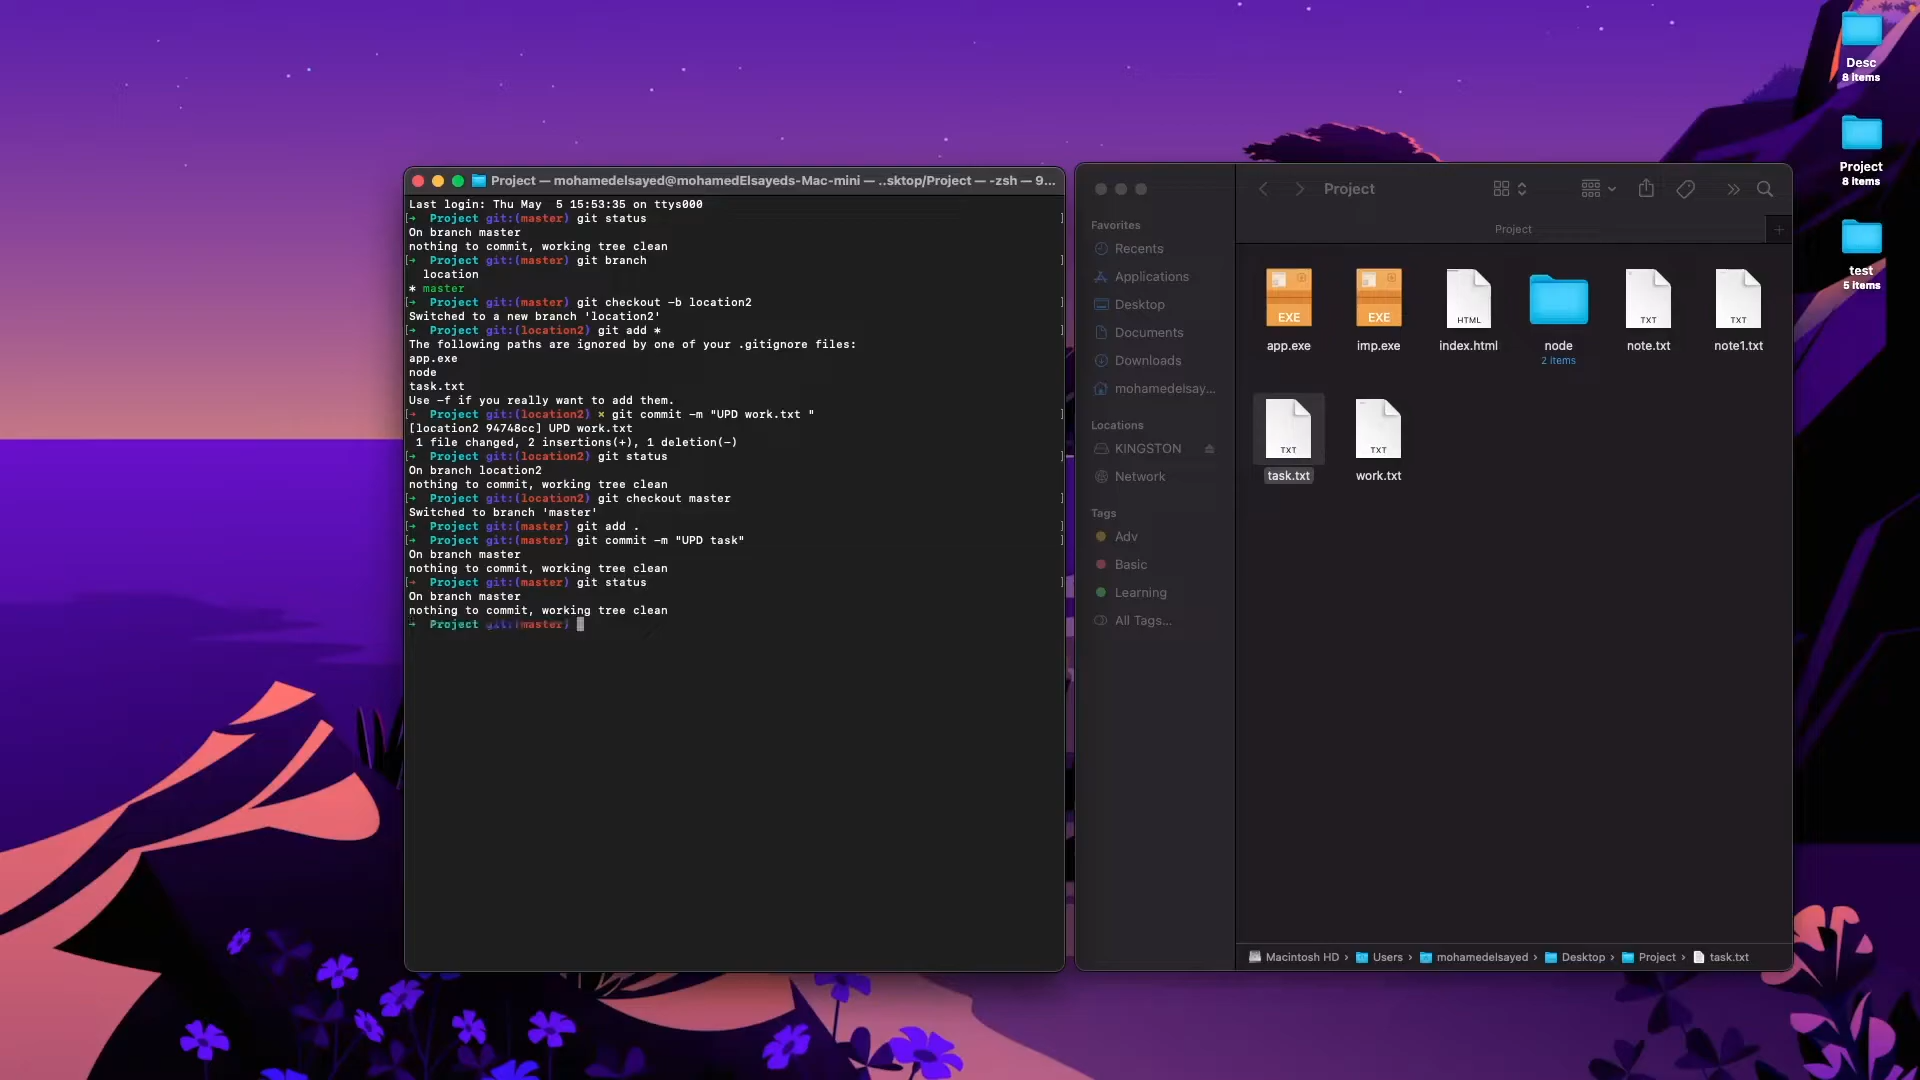 Project — mohamedelsayed@mohamedElsayeds-Mac-mini — ..sktop/Project — -zsh — 9...
Last login: Thu May  5 15:53:35 on ttys000
[→  Project git:(master) git status ]
On branch master
nothing to commit, working tree clean
[→  Project git:(master) git branch ]
  location
* master
[→  Project git:(master) git checkout -b location2 ]
Switched to a new branch 'location2'
[→  Project git:(location2) git add * ]
The following paths are ignored by one of your .gitignore files:
app.exe
node
task.txt
Use -f if you really want to add them.
[→  Project git:(location2) × git commit -m "UPD work.txt " ]
[location2 94748cc] UPD work.txt
 1 file changed, 2 insertions(+), 1 deletion(-)
[→  Project git:(location2) git status ]
On branch location2
nothing to commit, working tree clean
[→  Project git:(location2) git checkout master ]
Switched to branch 'master'
[→  Project git:(master) git add . ]
[→  Project git:(master) git commit -m "UPD task" ]
On branch master
nothing to commit, working tree clean
[→  Project git:(master) git status ]
On branch master
nothing to commit, working tree clean
→  Project git:(master)
Project
Project
Favorites
Recents
Applications
Desktop
Documents
Downloads
mohamedelsay...
Locations
KINGSTON
Network
Tags
Adv
Basic
Learning
All Tags...
EXE
app.exe
EXE
imp.exe
HTML
index.html
node
2 items
TXT
note.txt
TXT
note1.txt
TXT
task.txt
TXT
work.txt
Macintosh HD › Users › mohamedelsayed › Desktop › Project › task.txt
Desc
8 items
Project
8 items
test
5 items